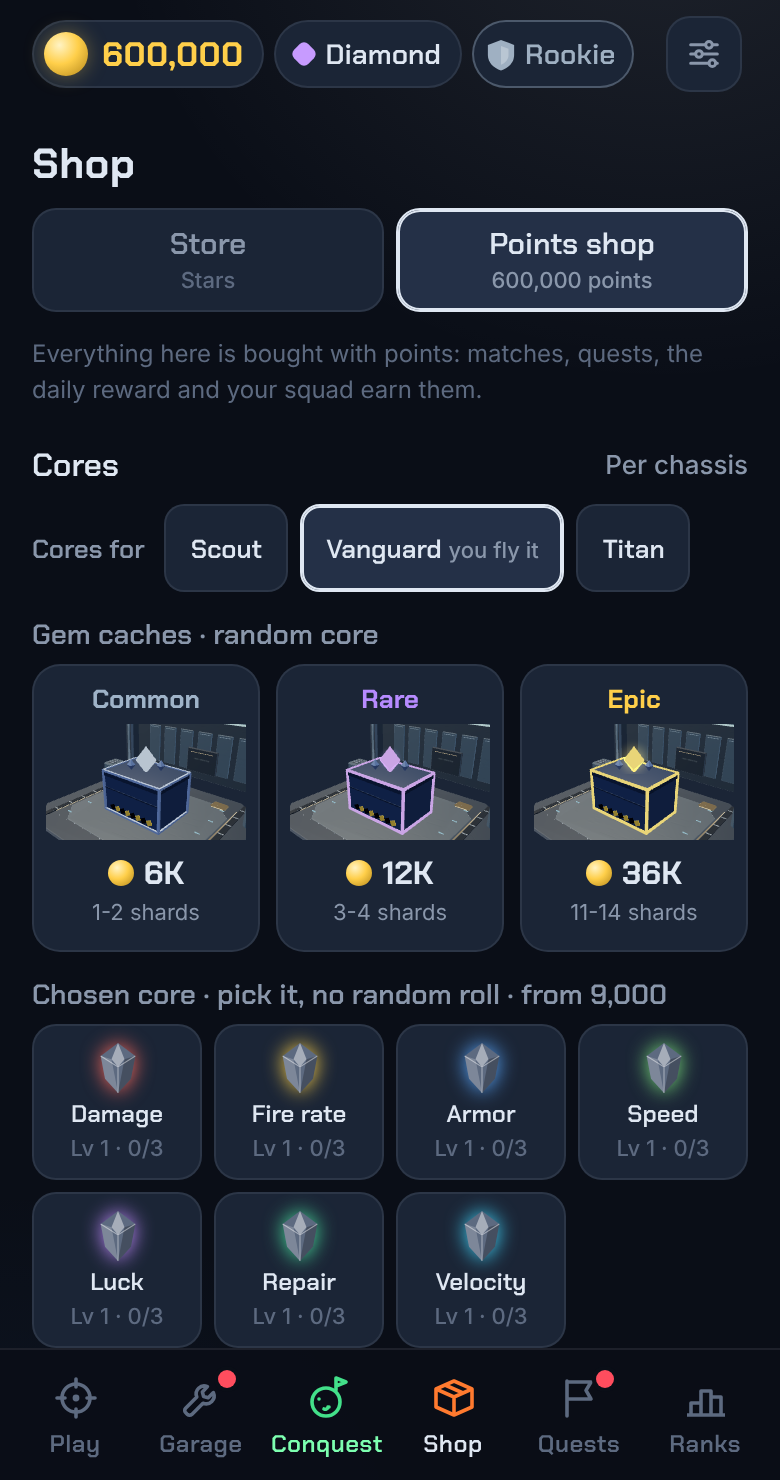 600,000
Diamond
Rookie
Shop
Store
Stars
Points shop
600,000 points
Everything here is bought with points: matches, quests, the
daily reward and your squad earn them.
Cores
Per chassis
Cores for
Scout
Vanguard you fly it
Titan
Gem caches · random core
Common
6K
1-2 shards
Rare
12K
3-4 shards
Epic
36K
11-14 shards
Chosen core · pick it, no random roll · from 9,000
Damage
Lv 1 · 0/3
Fire rate
Lv 1 · 0/3
Armor
Lv 1 · 0/3
Speed
Lv 1 · 0/3
Luck
Lv 1 · 0/3
Repair
Lv 1 · 0/3
Velocity
Lv 1 · 0/3
Play
Garage
Conquest
Shop
Quests
Ranks